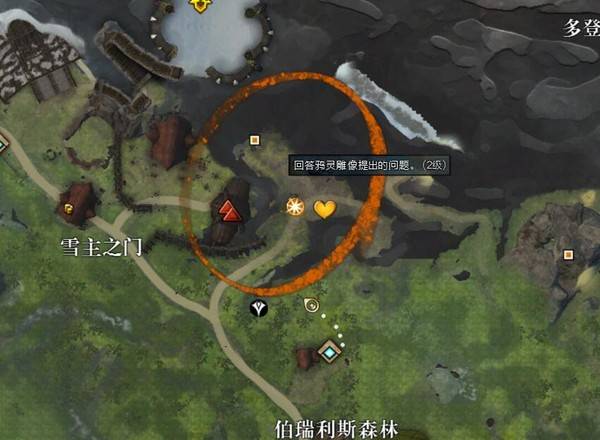 多登
回答鸦灵雕像提出的问题。（2级）
雪主之门
伯瑞利斯森林